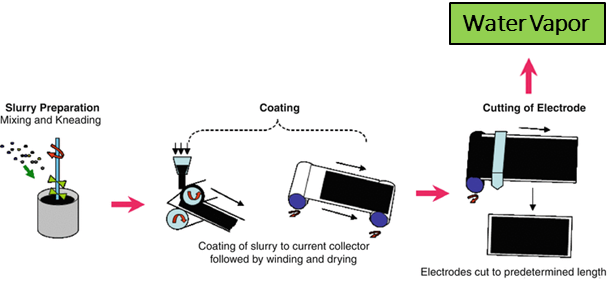 Water Vapor
Slurry Preparation
Mixing and Kneading
Coating
Coating of slurry to current collector
followed by winding and drying
Cutting of Electrode
Electrodes cut to predetermined length